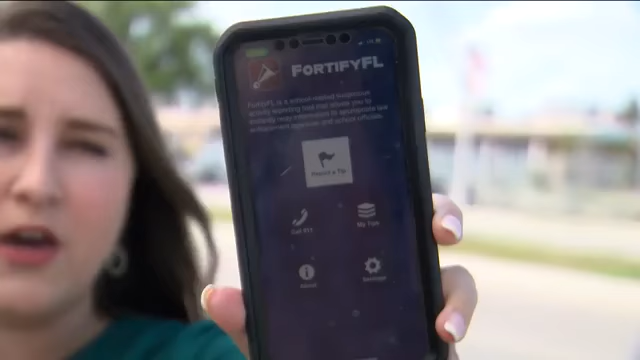 FORTIFYFL
FortifyFL is a school-related suspicious
activity reporting tool that allows you to
instantly relay information to appropriate law
enforcement agencies and school officials.
Report a Tip
Call 911
My Tips
About
Settings